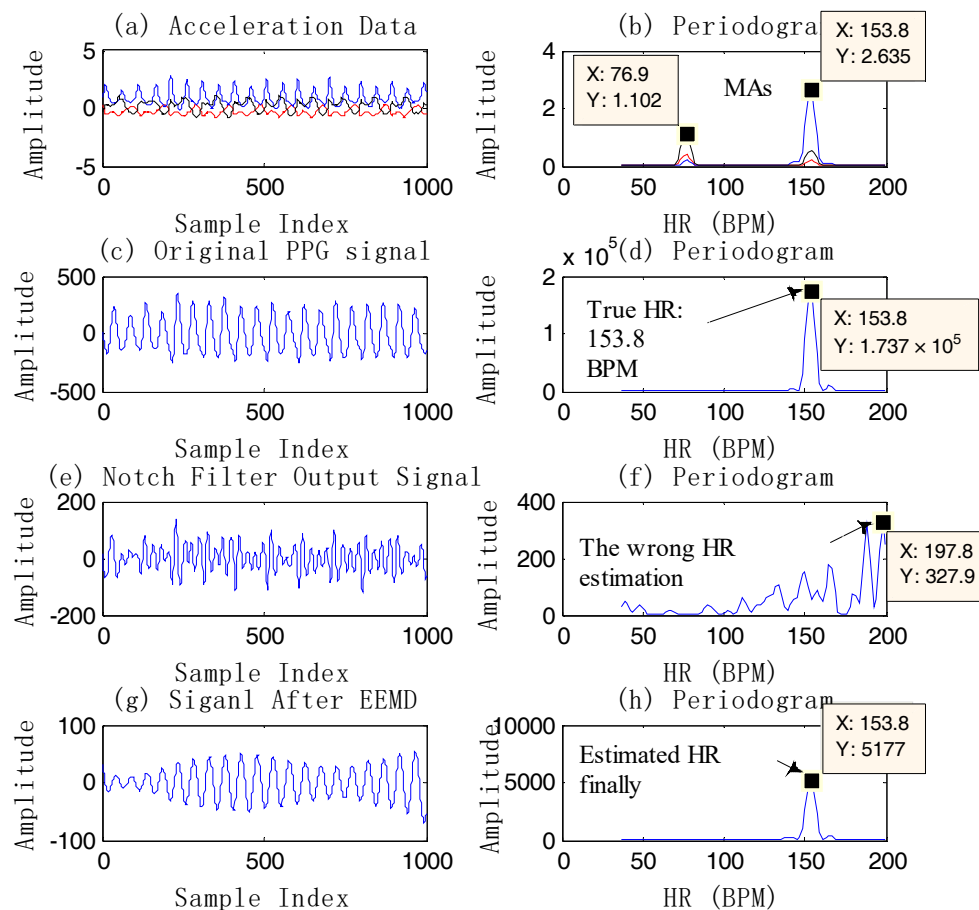 (a) Acceleration Data
Amplitude
5
0
-5
0 500 1000
Sample Index
(b) Periodogram
Amplitude
4
2
0
0 50 100 150 200
HR (BPM)
X: 76.9
Y: 1.102
MAs
X: 153.8
Y: 2.635
(c) Original PPG signal
Amplitude
500
0
-500
0 500 1000
Sample Index
(d) Periodogram
x 10^5
Amplitude
2
1
0
0 50 100 150 200
HR (BPM)
True HR:
153.8
BPM
X: 153.8
Y: 1.737 × 10^5
(e) Notch Filter Output Signal
Amplitude
200
0
-200
0 500 1000
Sample Index
(f) Periodogram
Amplitude
400
200
0
0 50 100 150 200
HR (BPM)
The wrong HR
estimation
X: 197.8
Y: 327.9
(g) Siganl After EEMD
Amplitude
100
0
-100
0 500 1000
Sample Index
(h) Periodogram
Amplitude
10000
5000
0
0 50 100 150 200
HR (BPM)
Estimated HR
finally
X: 153.8
Y: 5177